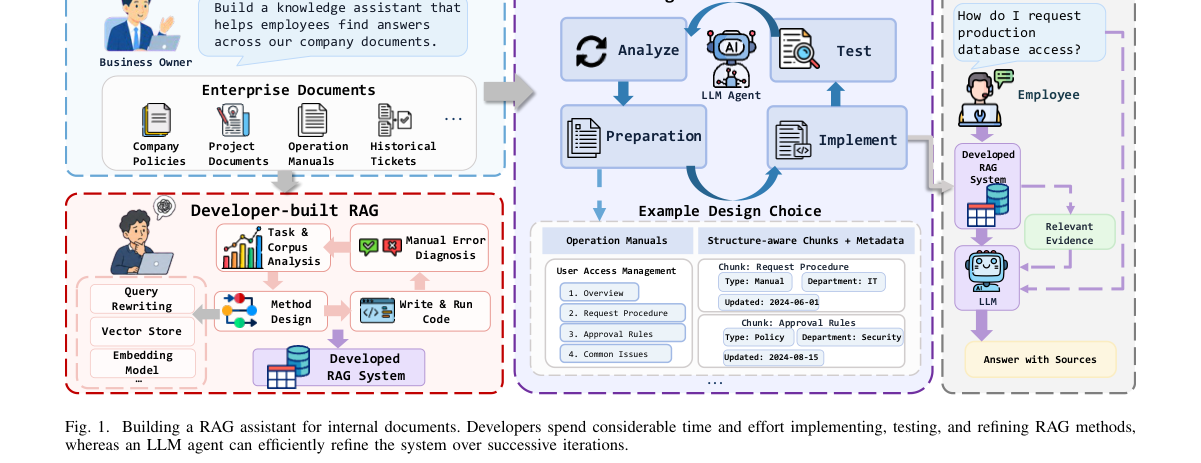 Build a knowledge assistant that
helps employees find answers
across our company documents.
Business Owner
Enterprise Documents
Company
Policies
Project
Documents
Operation
Manuals
Historical
Tickets
...
Developer-built RAG
Task &
Corpus
Analysis
Manual Error
Diagnosis
Method
Design
Write & Run
Code
Query
Rewriting
Vector Store
Embedding
Model
...
Developed
RAG System
Analyze
AI
LLM Agent
Test
Preparation
Implement
Example Design Choice
Operation Manuals
Structure-aware Chunks + Metadata
User Access Management
1. Overview
2. Request Procedure
3. Approval Rules
4. Common Issues
Chunk: Request Procedure
Type: Manual
Department: IT
Updated: 2024-06-01
Chunk: Approval Rules
Type: Policy
Department: Security
Updated: 2024-08-15
...
How do I request
production
database access?
Employee
Developed
RAG
System
Relevant
Evidence
LLM
Answer with Sources
Fig. 1. Building a RAG assistant for internal documents. Developers spend considerable time and effort implementing, testing, and refining RAG methods,
whereas an LLM agent can efficiently refine the system over successive iterations.